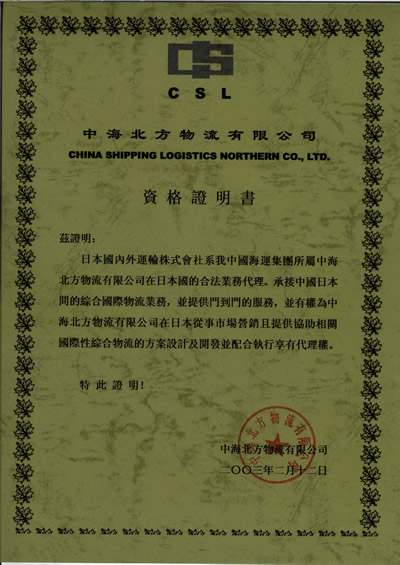 CSL
中海北方物流有限公司
CHINA SHIPPING LOGISTICS NORTHERN CO., LTD.
資格證明書
茲證明:
日本國內外運輸株式會社系我中國海運集團所屬中海
北方物流有限公司在日本國的合法業務代理。承接中國日本
間的綜合國際物流業務，並提供門到門的服務，並有權為中
海北方物流有限公司在日本從事市場營銷且提供協助相關
國際性綜合物流的方案設計及開發並配合執行享有代理權。
特此證明!
中海北方物流有限公司
二〇〇三年二月十二日